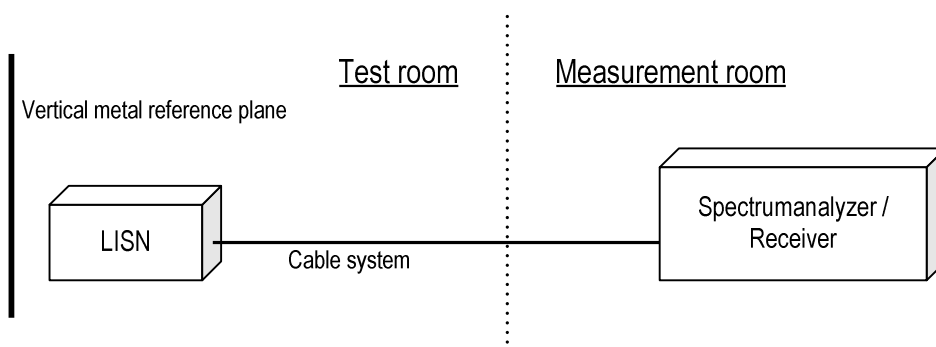 Test room
Measurement room
Vertical metal reference plane
LISN
Cable system
Spectrumanalyzer /
Receiver